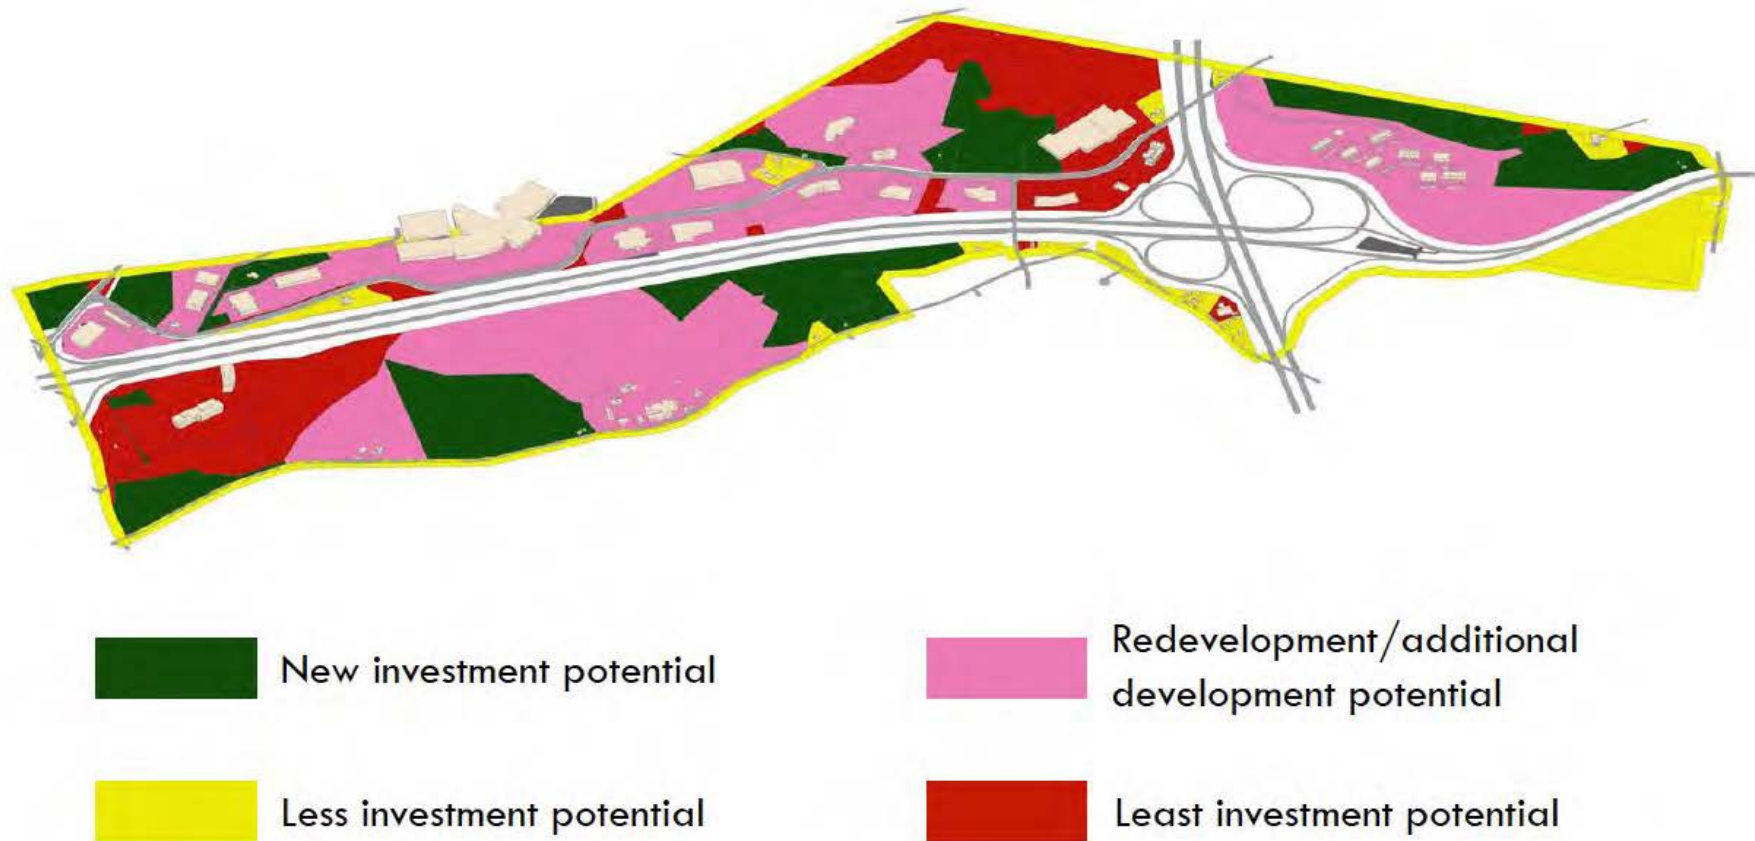 New investment potential
Redevelopment/additional
development potential
Less investment potential
Least investment potential